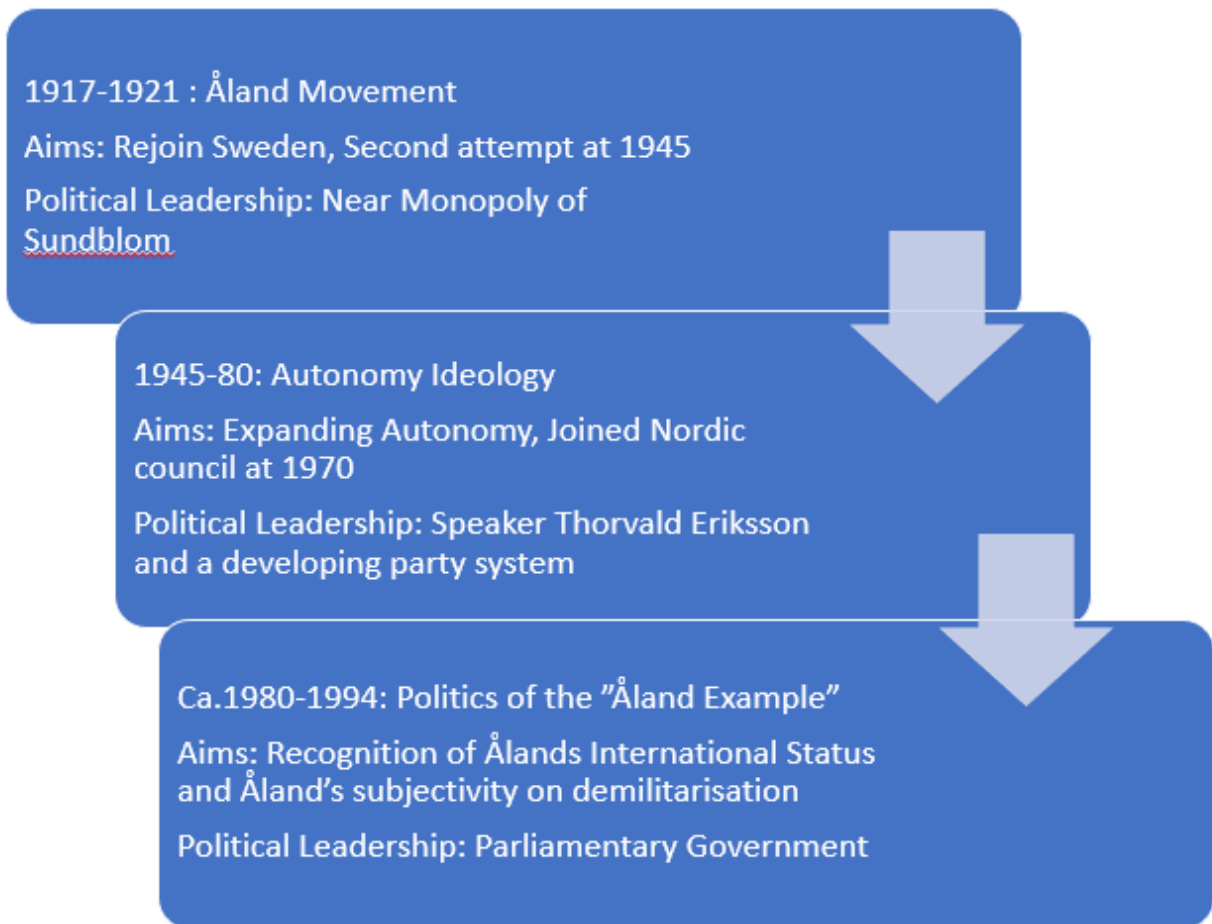 1917-1921 : Åland Movement
Aims: Rejoin Sweden, Second attempt at 1945
Political Leadership: Near Monopoly of
Sundblom
1945-80: Autonomy Ideology
Aims: Expanding Autonomy, Joined Nordic
council at 1970
Political Leadership: Speaker Thorvald Eriksson
and a developing party system
Ca.1980-1994: Politics of the ”Åland Example”
Aims: Recognition of Ålands International Status
and Åland’s subjectivity on demilitarisation
Political Leadership: Parliamentary Government